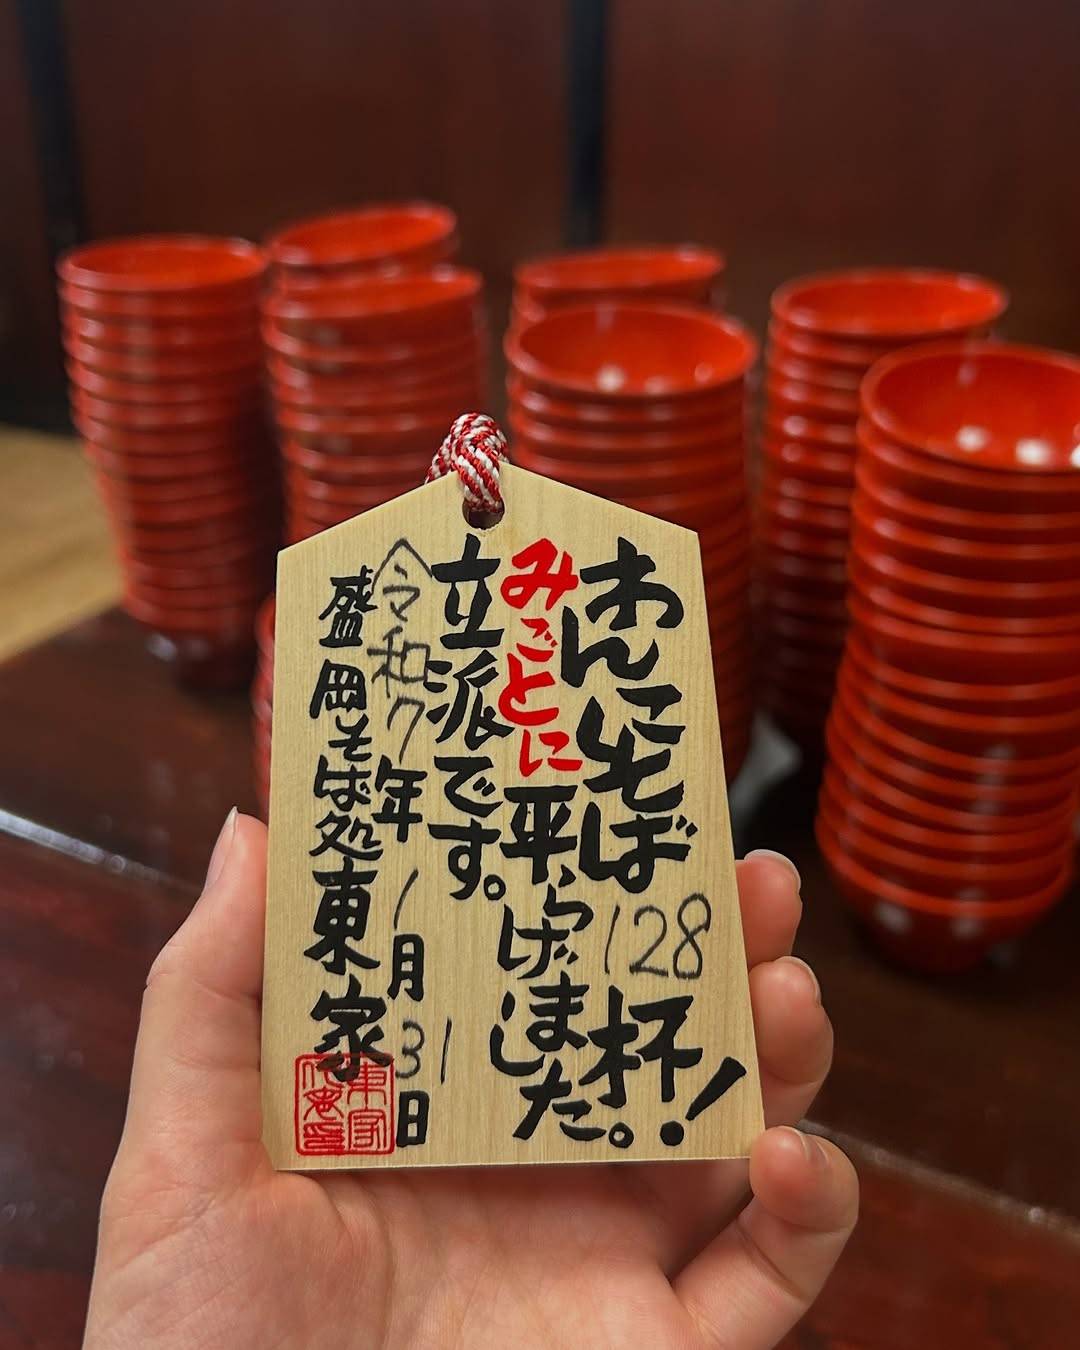 わんこそば128杯!
みごとに平らげました。
立派です。
令和7年1月31日
盛岡そば処東家